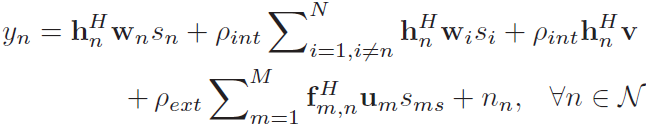 $y_n = \mathbf{h}_n^H \mathbf{w}_n s_n + \rho_{int} \sum_{i=1, i \neq n}^{N} \mathbf{h}_n^H \mathbf{w}_i s_i + \rho_{int} \mathbf{h}_n^H \mathbf{v}$
$+ \rho_{ext} \sum_{m=1}^{M} \mathbf{f}_{m,n}^H \mathbf{u}_m s_{ms} + n_n, \quad \forall n \in \mathcal{N}$